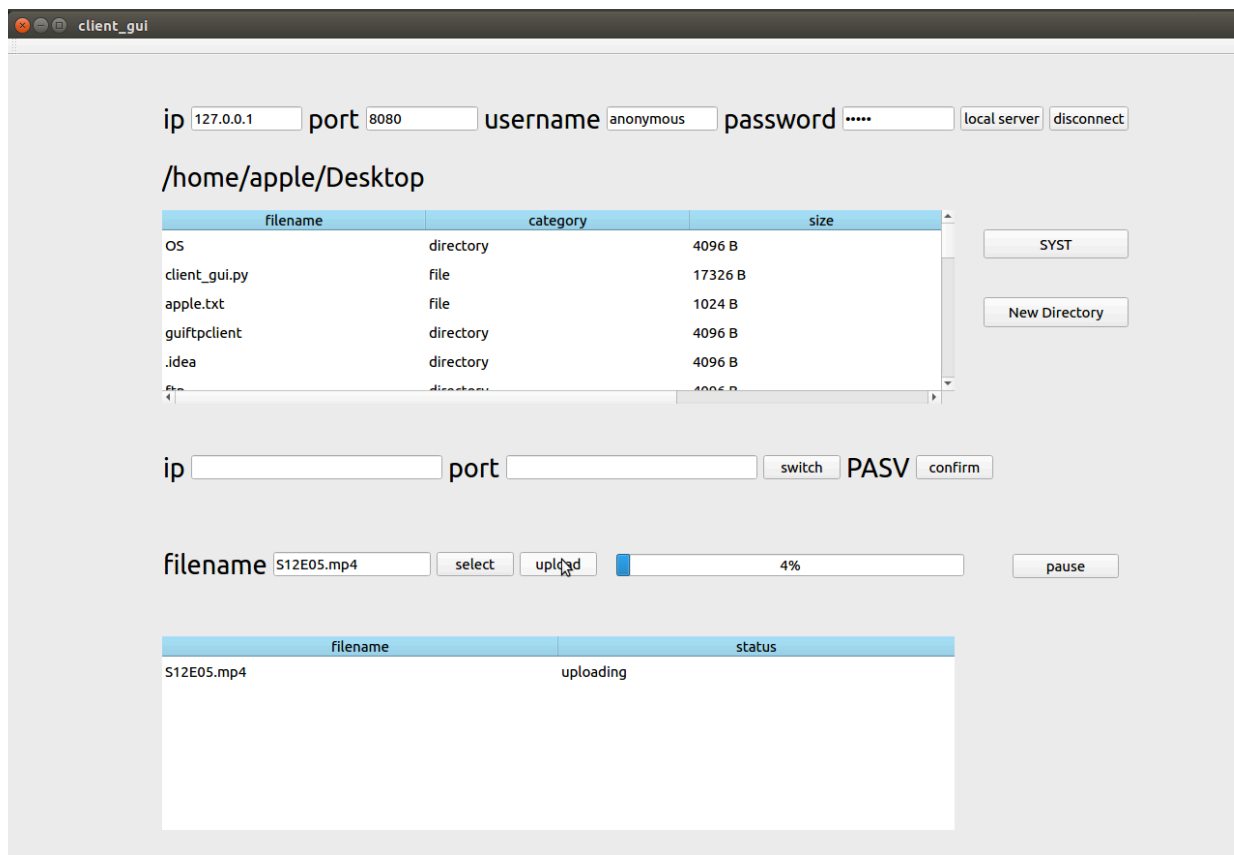 client_gui
ip 127.0.0.1 port 8080 username anonymous password ••••• local server disconnect
/home/apple/Desktop
filename category size
OS directory 4096 B
SYST
client_gui.py file 17326 B
apple.txt file 1024 B
New Directory
guiftpclient directory 4096 B
.idea directory 4096 B
ftp directory 4096 B
ip port switch PASV confirm
filename S12E05.mp4 select upload 4% pause
filename status
S12E05.mp4 uploading